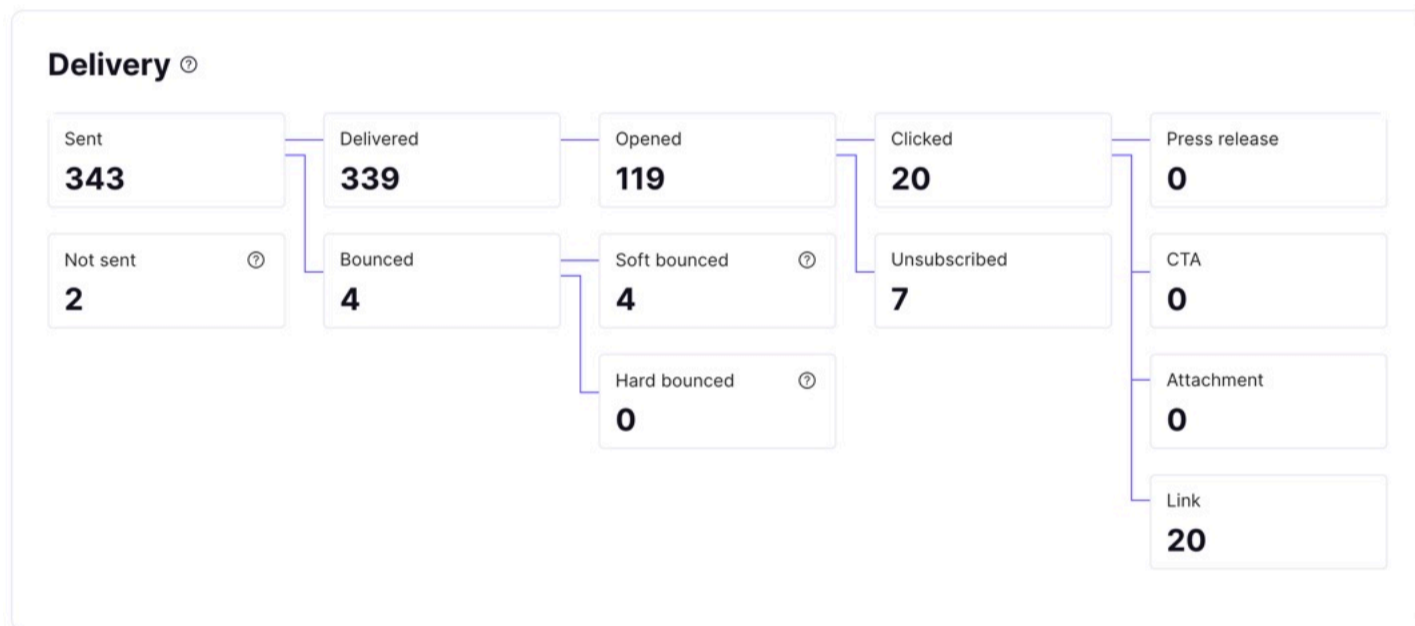 Delivery
Sent
343
Delivered
339
Opened
119
Clicked
20
Press release
0
Not sent
2
Bounced
4
Soft bounced
4
Unsubscribed
7
CTA
0
Hard bounced
0
Attachment
0
Link
20